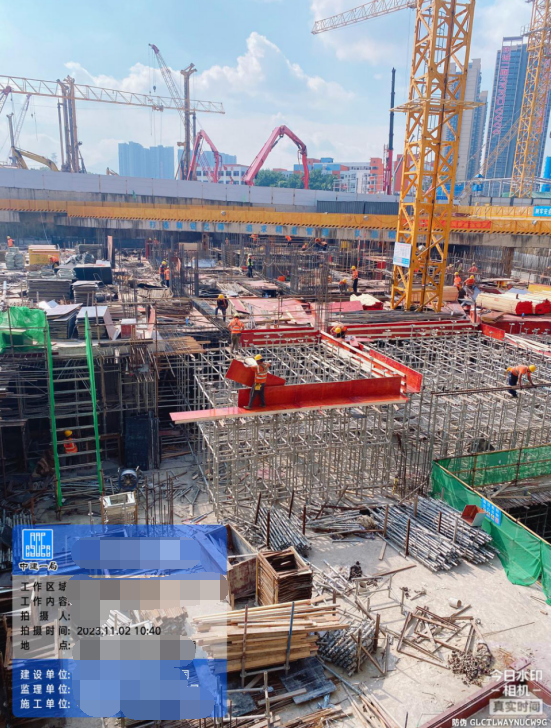 CSCEC
中建一局
工作区域
工作内容:
拍摄人:
拍摄时间: 2023.11.02 10:40
地点
建设单位:
监理单位:
施工单位:
今日水印
-相机-
真实时间
防伪 GLCTLWAYNUCW9G